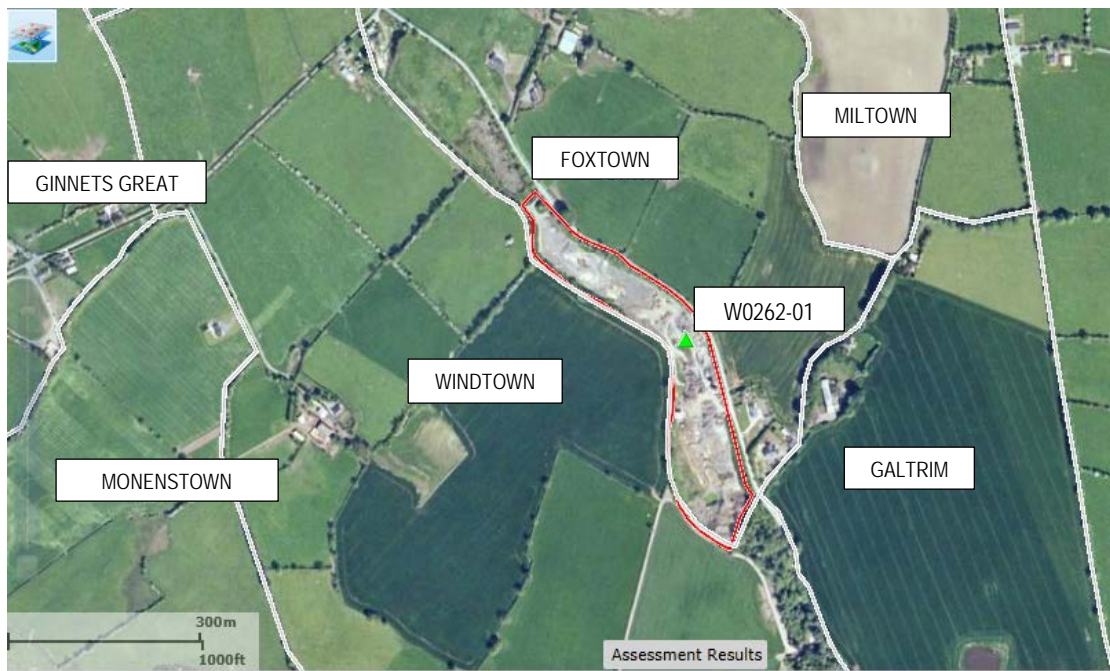 MILTOWN
FOXTOWN
GINNETS GREAT
W0262-01
WINDTOWN
MONENSTOWN
GALTRIM
300m
1000ft
Assessment Results